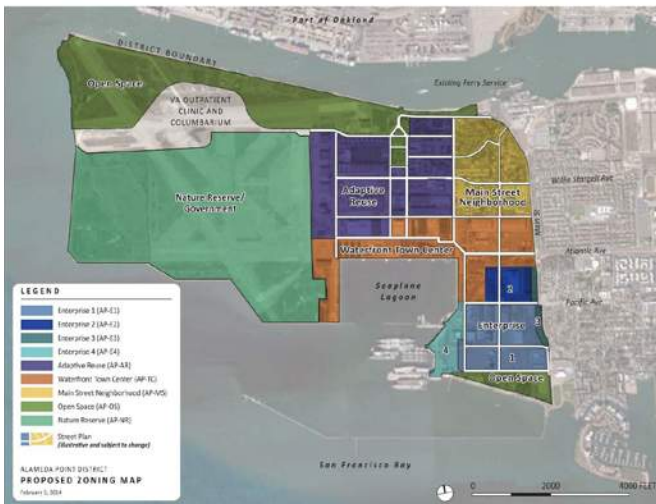 Port of Oakland
DISTRICT BOUNDARY
Open Space
Existing Ferry Service
VA OUTPATIENT
CLINIC AND
COLUMBARIUM
Willie Stargell Ave
Nature Reserve/
Government
Adaptive
Reuse
Main Street
Neighborhood
MAIN ST
Waterfront Town Center
Atlantic Ave
Seaplane
Lagoon
2
Pacific Ave
Enterprise
3
4
1
Open Space
San Francisco Bay
LEGEND
Enterprise 1 (AP-E1)
Enterprise 2 (AP-E2)
Enterprise 3 (AP-E3)
Enterprise 4 (AP-E4)
Adaptive Reuse (AP-AR)
Waterfront Town Center (AP-TC)
Main Street Neighborhood (AP-MS)
Open Space (AP-OS)
Nature Reserve (AP-NR)
Street Plan
(Illustrative and subject to change)
ALAMEDA POINT DISTRICT
PROPOSED ZONING MAP
February 5, 2014
0 2000 4000 FEET